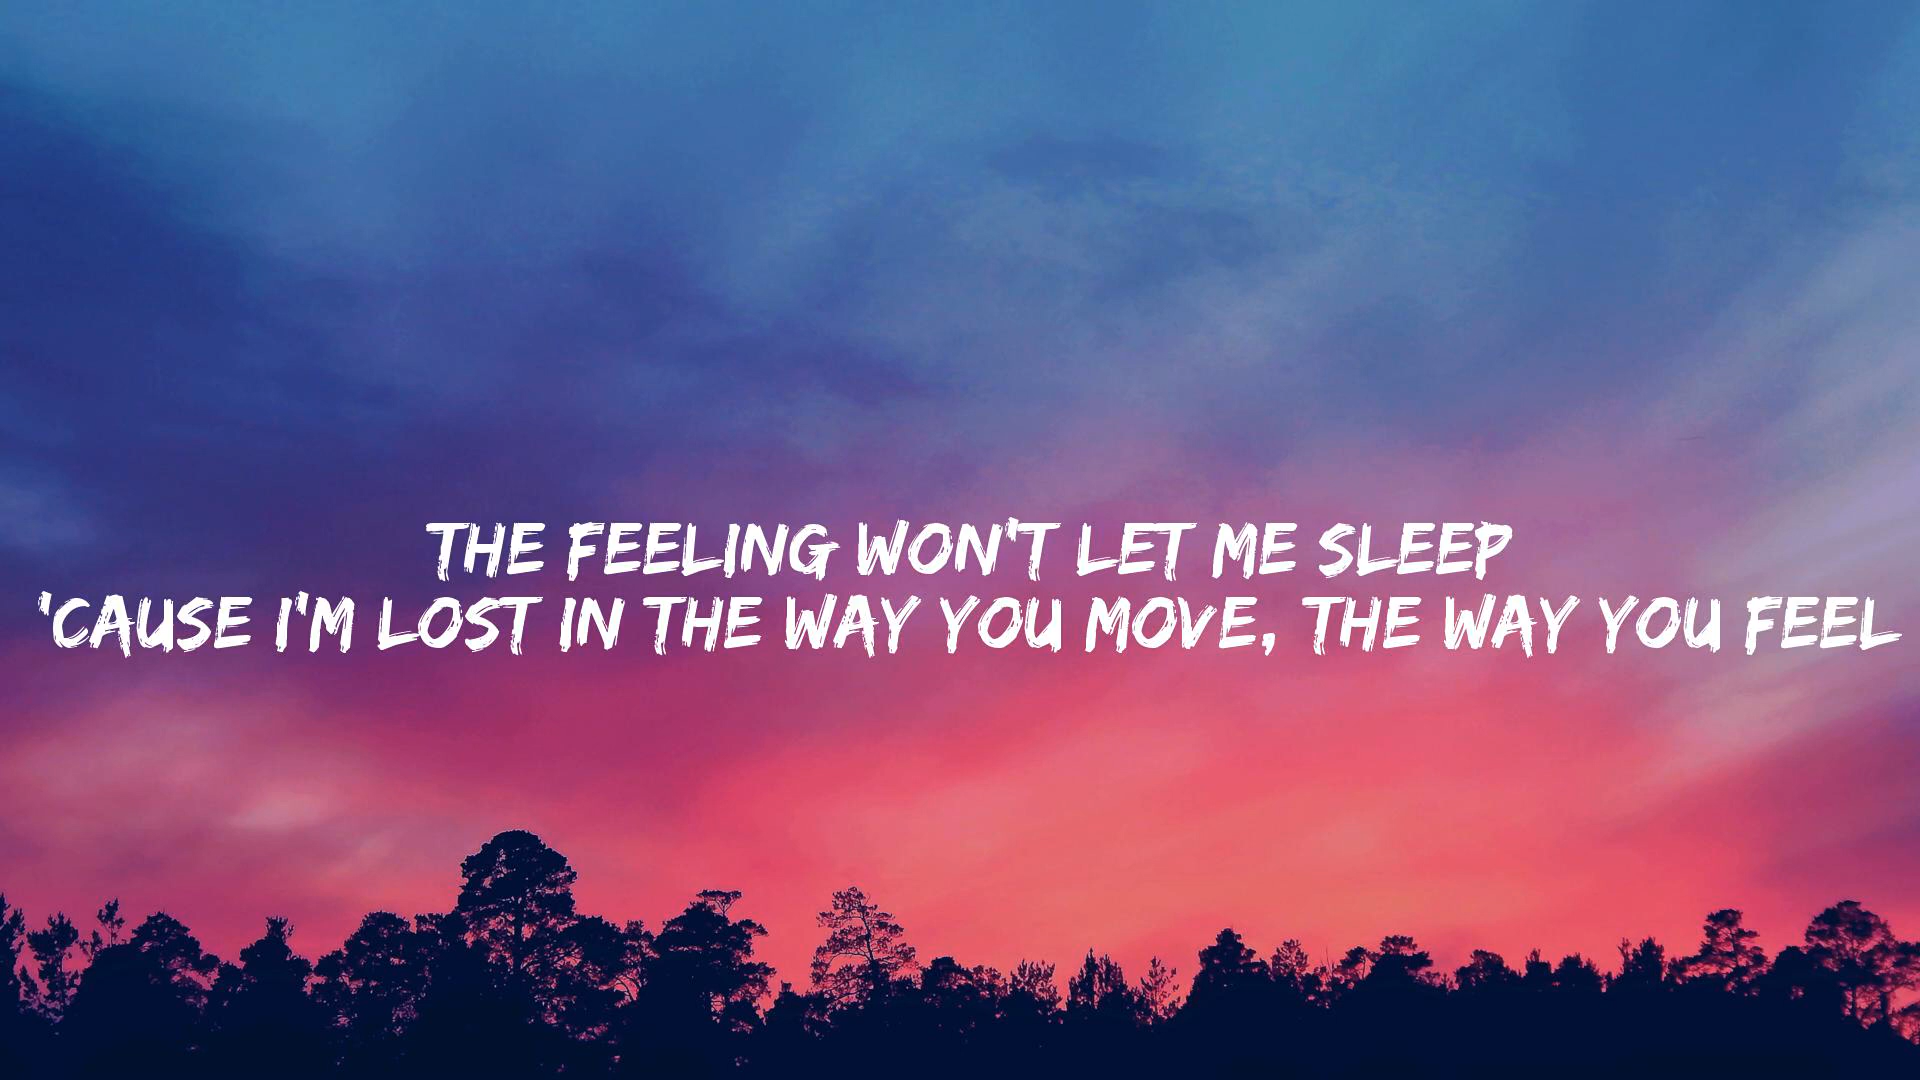 THE FEELING WON'T LET ME SLEEP
'CAUSE I'M LOST IN THE WAY YOU MOVE, THE WAY YOU FEEL